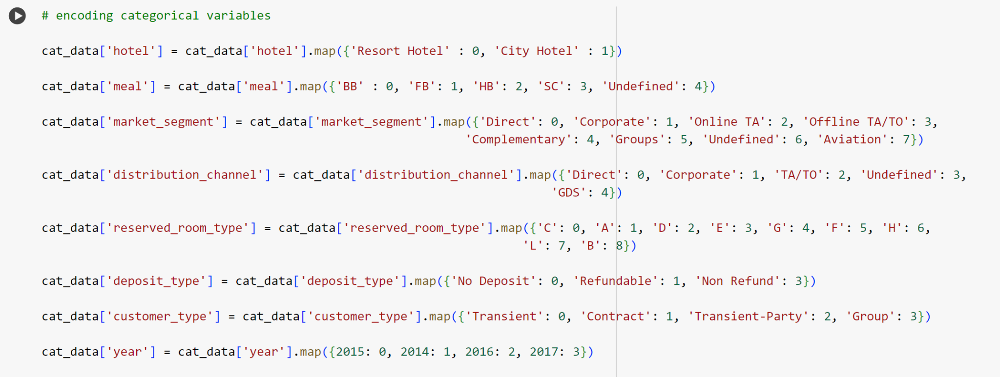 # encoding categorical variables
cat_data['hotel'] = cat_data['hotel'].map({'Resort Hotel' : 0, 'City Hotel' : 1})
cat_data['meal'] = cat_data['meal'].map({'BB' : 0, 'FB': 1, 'HB': 2, 'SC': 3, 'Undefined': 4})
cat_data['market_segment'] = cat_data['market_segment'].map({'Direct': 0, 'Corporate': 1, 'Online TA': 2, 'Offline TA/TO': 3,
'Complementary': 4, 'Groups': 5, 'Undefined': 6, 'Aviation': 7})
cat_data['distribution_channel'] = cat_data['distribution_channel'].map({'Direct': 0, 'Corporate': 1, 'TA/TO': 2, 'Undefined': 3,
'GDS': 4})
cat_data['reserved_room_type'] = cat_data['reserved_room_type'].map({'C': 0, 'A': 1, 'D': 2, 'E': 3, 'G': 4, 'F': 5, 'H': 6,
'L': 7, 'B': 8})
cat_data['deposit_type'] = cat_data['deposit_type'].map({'No Deposit': 0, 'Refundable': 1, 'Non Refund': 3})
cat_data['customer_type'] = cat_data['customer_type'].map({'Transient': 0, 'Contract': 1, 'Transient-Party': 2, 'Group': 3})
cat_data['year'] = cat_data['year'].map({2015: 0, 2014: 1, 2016: 2, 2017: 3})